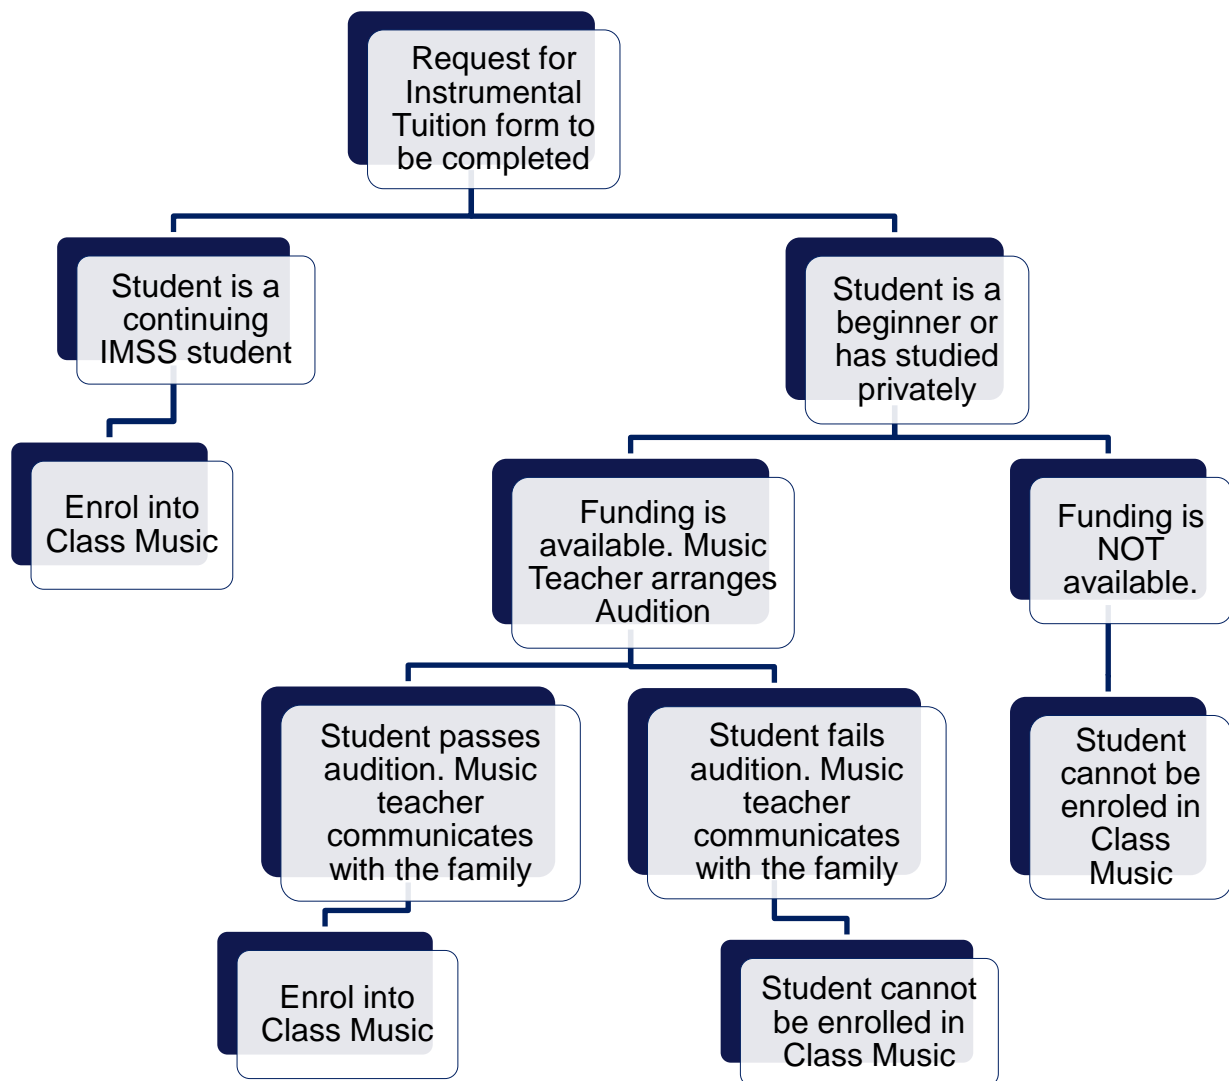 Request for
Instrumental
Tuition form to
be completed
Student is a
continuing
IMSS student
Student is a
beginner or
has studied
privately
Enrol into
Class Music
Funding is
available. Music
Teacher arranges
Audition
Funding is
NOT
available.
Student passes
audition. Music
teacher
communicates
with the family
Student fails
audition. Music
teacher
communicates
with the family
Student
cannot be
enroled in
Class
Music
Enrol into
Class Music
Student cannot
be enrolled in
Class Music